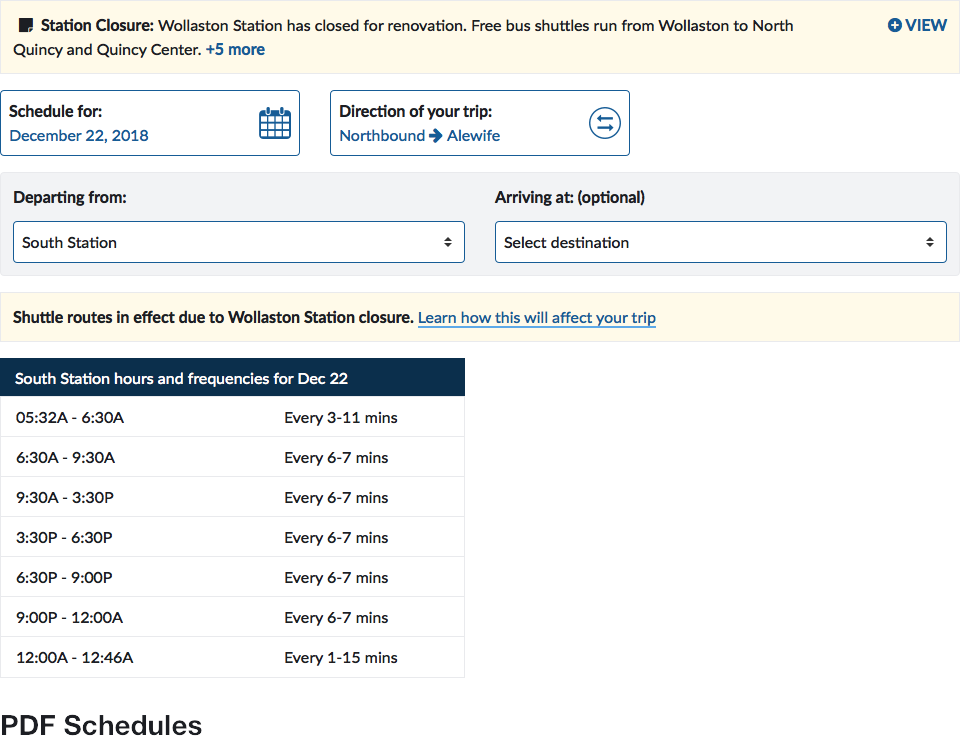 Station Closure: Wollaston Station has closed for renovation. Free bus shuttles run from Wollaston to North
Quincy and Quincy Center. +5 more
VIEW
Schedule for:
December 22, 2018
Direction of your trip:
Northbound Alewife
Departing from:
South Station
Arriving at: (optional)
Select destination
Shuttle routes in effect due to Wollaston Station closure. Learn how this will affect your trip
South Station hours and frequencies for Dec 22
05:32A - 6:30A Every 3-11 mins
6:30A - 9:30A Every 6-7 mins
9:30A - 3:30P Every 6-7 mins
3:30P - 6:30P Every 6-7 mins
6:30P - 9:00P Every 6-7 mins
9:00P - 12:00A Every 6-7 mins
12:00A - 12:46A Every 1-15 mins
PDF Schedules